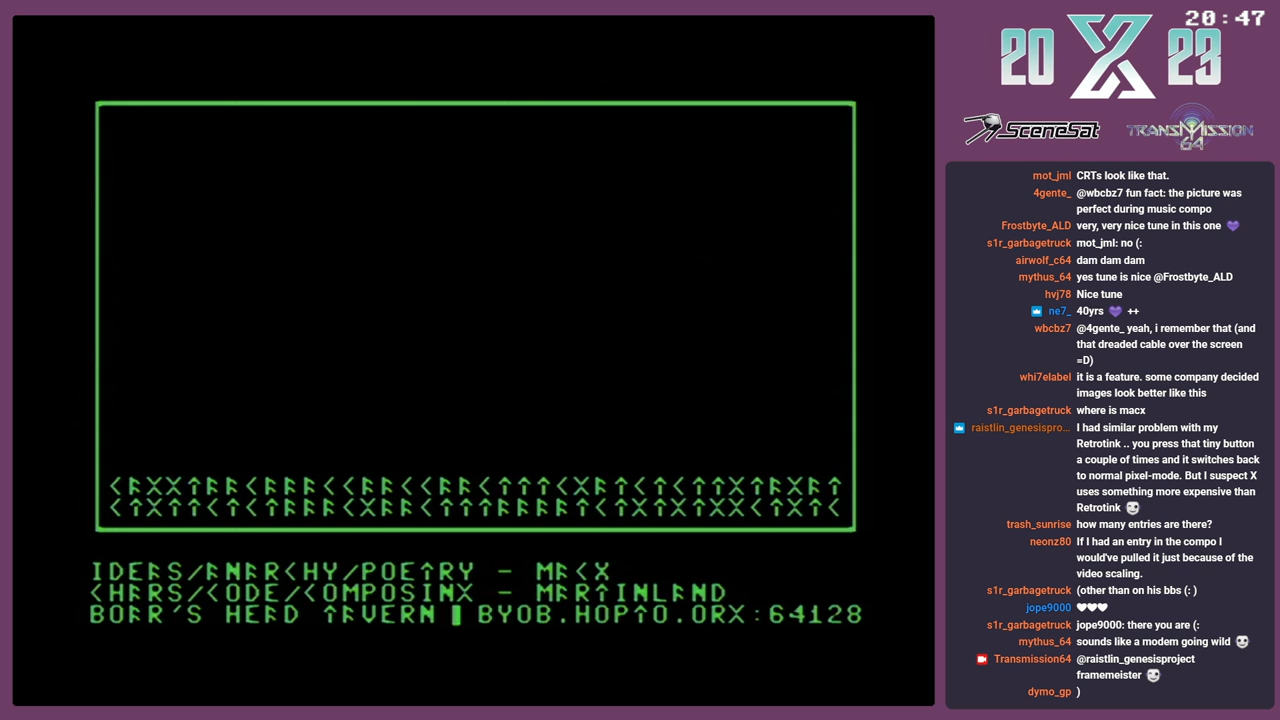 20:47
20 X 23
SCENESAT
TRANSMISSION 64
ᚲᚨᚷᚷᛏᚨᚨᚲᚨᚨᚨᚲᚲᚨᚨᚲᚲᚨᚨᚲᛏᛏᛏᚲᚷᚨᛏᚲᛏᚲᛏᛏᚷᛏᚨᚷᚨᛏ
ᚲᛏᚷᛏᛏᚲᛏᚲᛏᚲᚨᚨᚨᚲᚷᚨᚨᚲᛏᛏᛏᚨᚨᚨᚨᛏᚲᛏᚷᛏᚷᚷᚲᛏᚷᛏᚲ
IDEAS/ANARCHY/POETRY - MACX
CHARS/CODE/COMPOSING - MARTINLAND
BOAR'S HEAD TAVERN BYOB.HOPTO.ORG:64128
mot_jml CRTs look like that.
4gente_ @wbcbz7 fun fact: the picture was
perfect during music compo
Frostbyte_ALD very, very nice tune in this one 💜
s1r_garbagetruck mot_jml: no (:
airwolf_c64 dam dam dam
mythus_64 yes tune is nice @Frostbyte_ALD
hvj78 Nice tune
ne7_ 40yrs 💜 ++
wbcbz7 @4gente_ yeah, i remember that (and
that dreaded cable over the screen
=D)
whi7elabel it is a feature. some company decided
images look better like this
s1r_garbagetruck where is macx
raistlin_genesispro... I had similar problem with my
Retrotink .. you press that tiny button
a couple of times and it switches back
to normal pixel-mode. But I suspect X
uses something more expensive than
Retrotink
trash_sunrise how many entries are there?
neonz80 If I had an entry in the compo I
would've pulled it just because of the
video scaling.
s1r_garbagetruck (other than on his bbs (: )
jope9000 ♥♥♥
s1r_garbagetruck jope9000: there you are (:
mythus_64 sounds like a modem going wild
Transmission64 @raistlin_genesisproject
framemeister
dymo_gp )